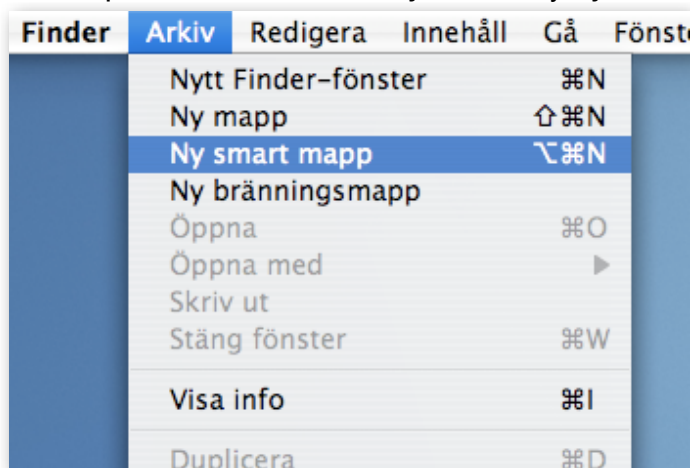 Finder Arkiv Redigera Innehåll Gå
Nytt Finder-fönster ⌘N
Ny mapp ⇧⌘N
Ny smart mapp ⌥⌘N
Ny bränningsmapp
Öppna ⌘O
Öppna med ▶
Skriv ut
Stäng fönster ⌘W
Visa info ⌘I
Duplicera ⌘D